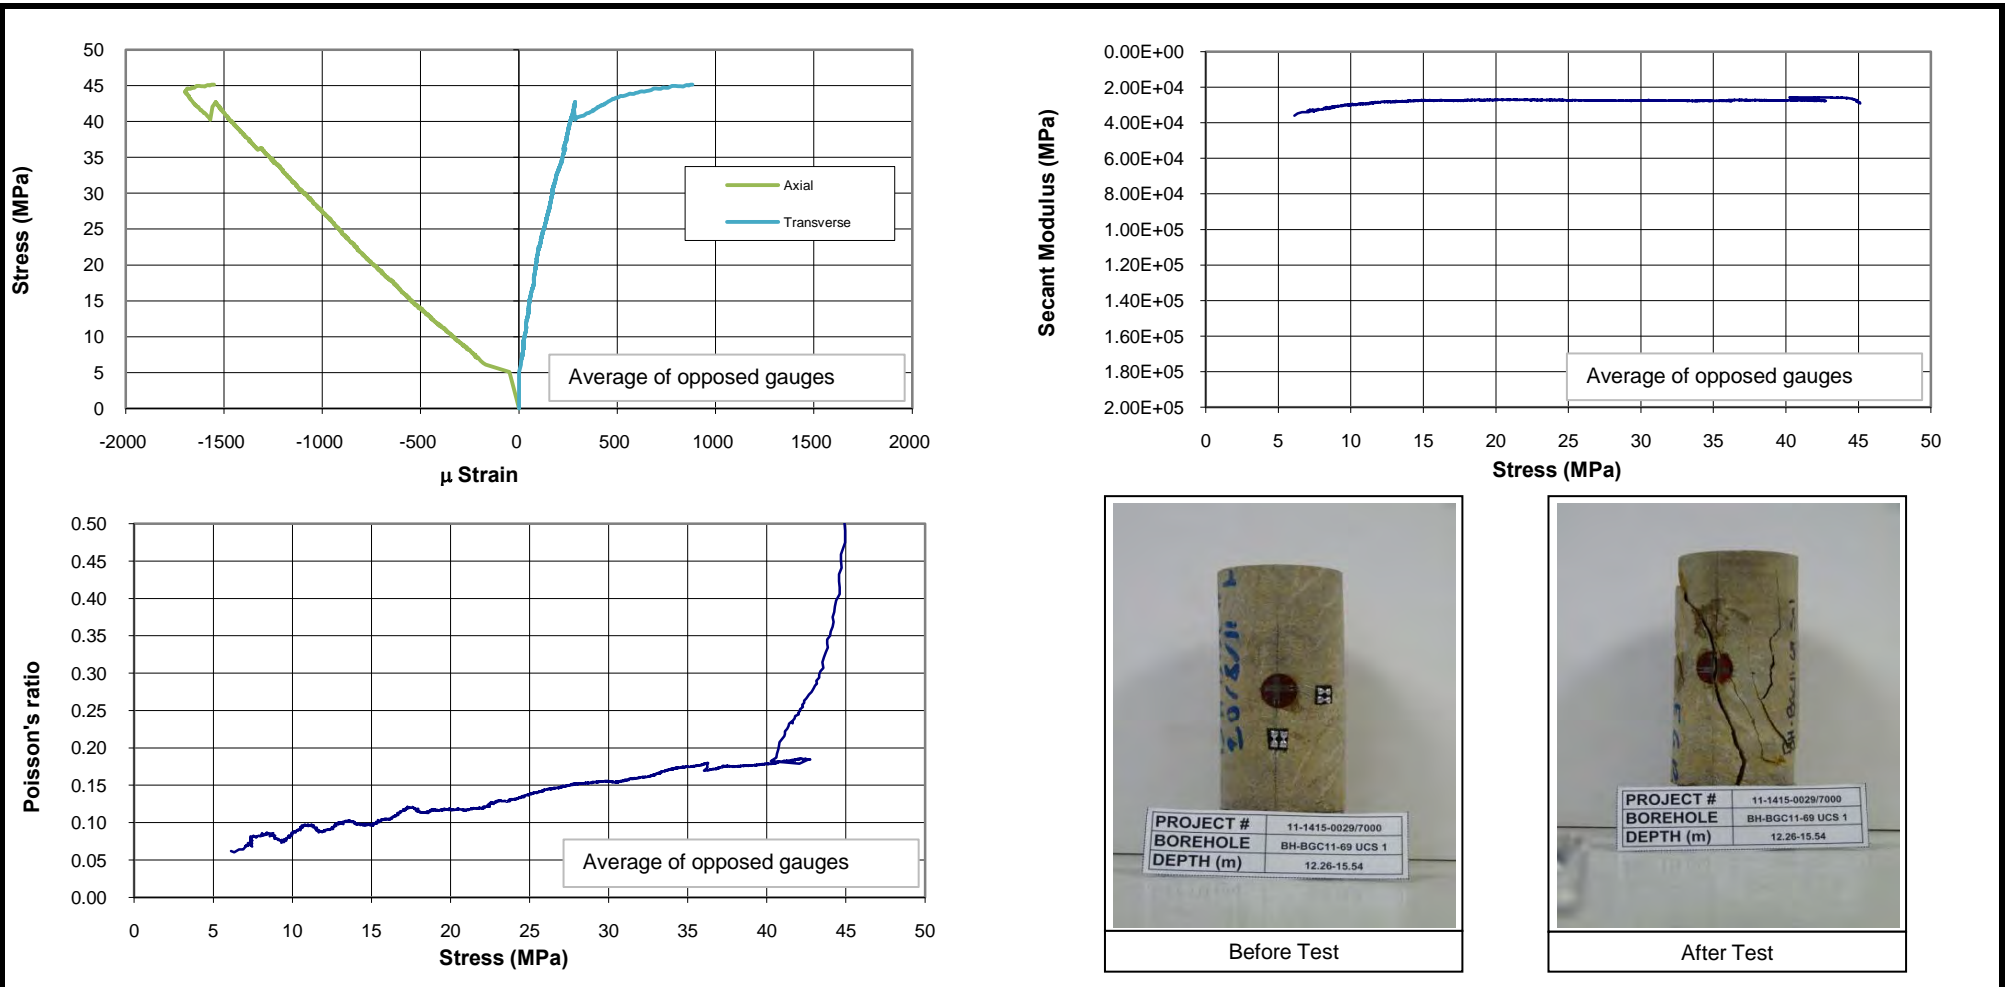 50
45
40
35
30
25
20
15
10
5
0
Stress (MPa)
Axial
Transverse
Average of opposed gauges
-2000 -1500 -1000 -500 0 500 1000 1500 2000
μ Strain
0.00E+00
2.00E+04
4.00E+04
6.00E+04
8.00E+04
1.00E+05
1.20E+05
1.40E+05
1.60E+05
1.80E+05
2.00E+05
Secant Modulus (MPa)
Average of opposed gauges
0 5 10 15 20 25 30 35 40 45 50
Stress (MPa)
0.50
0.45
0.40
0.35
0.30
0.25
0.20
0.15
0.10
0.05
0.00
Poisson's ratio
Average of opposed gauges
0 5 10 15 20 25 30 35 40 45 50
Stress (MPa)
PROJECT # 11-1415-0029/7000
BOREHOLE BH-BGC11-69 UCS 1
DEPTH (m) 12.26-15.54
Before Test
PROJECT # 11-1415-0029/7000
BOREHOLE BH-BGC11-69 UCS 1
DEPTH (m) 12.26-15.54
After Test